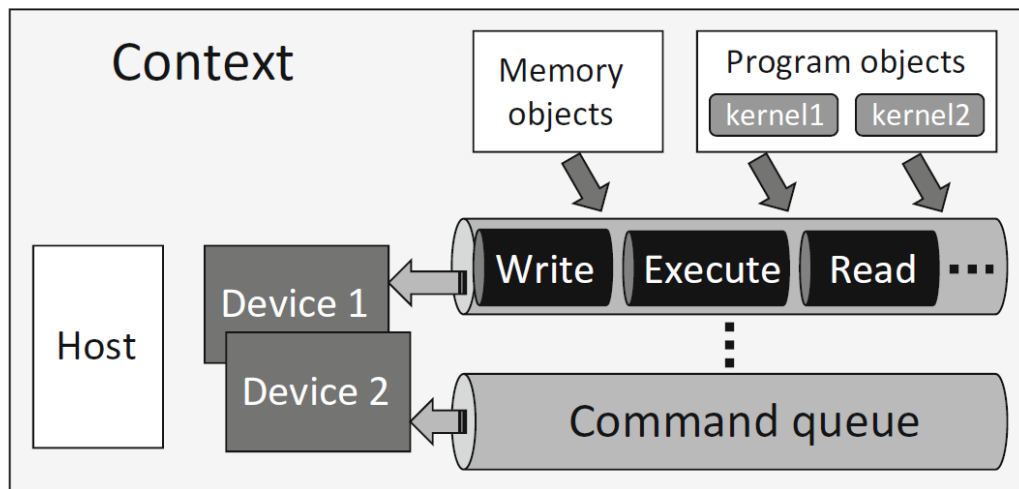 Context
Memory
objects
Program objects
kernel1 kernel2
Write Execute Read
Host
Device 1
Device 2
Command queue